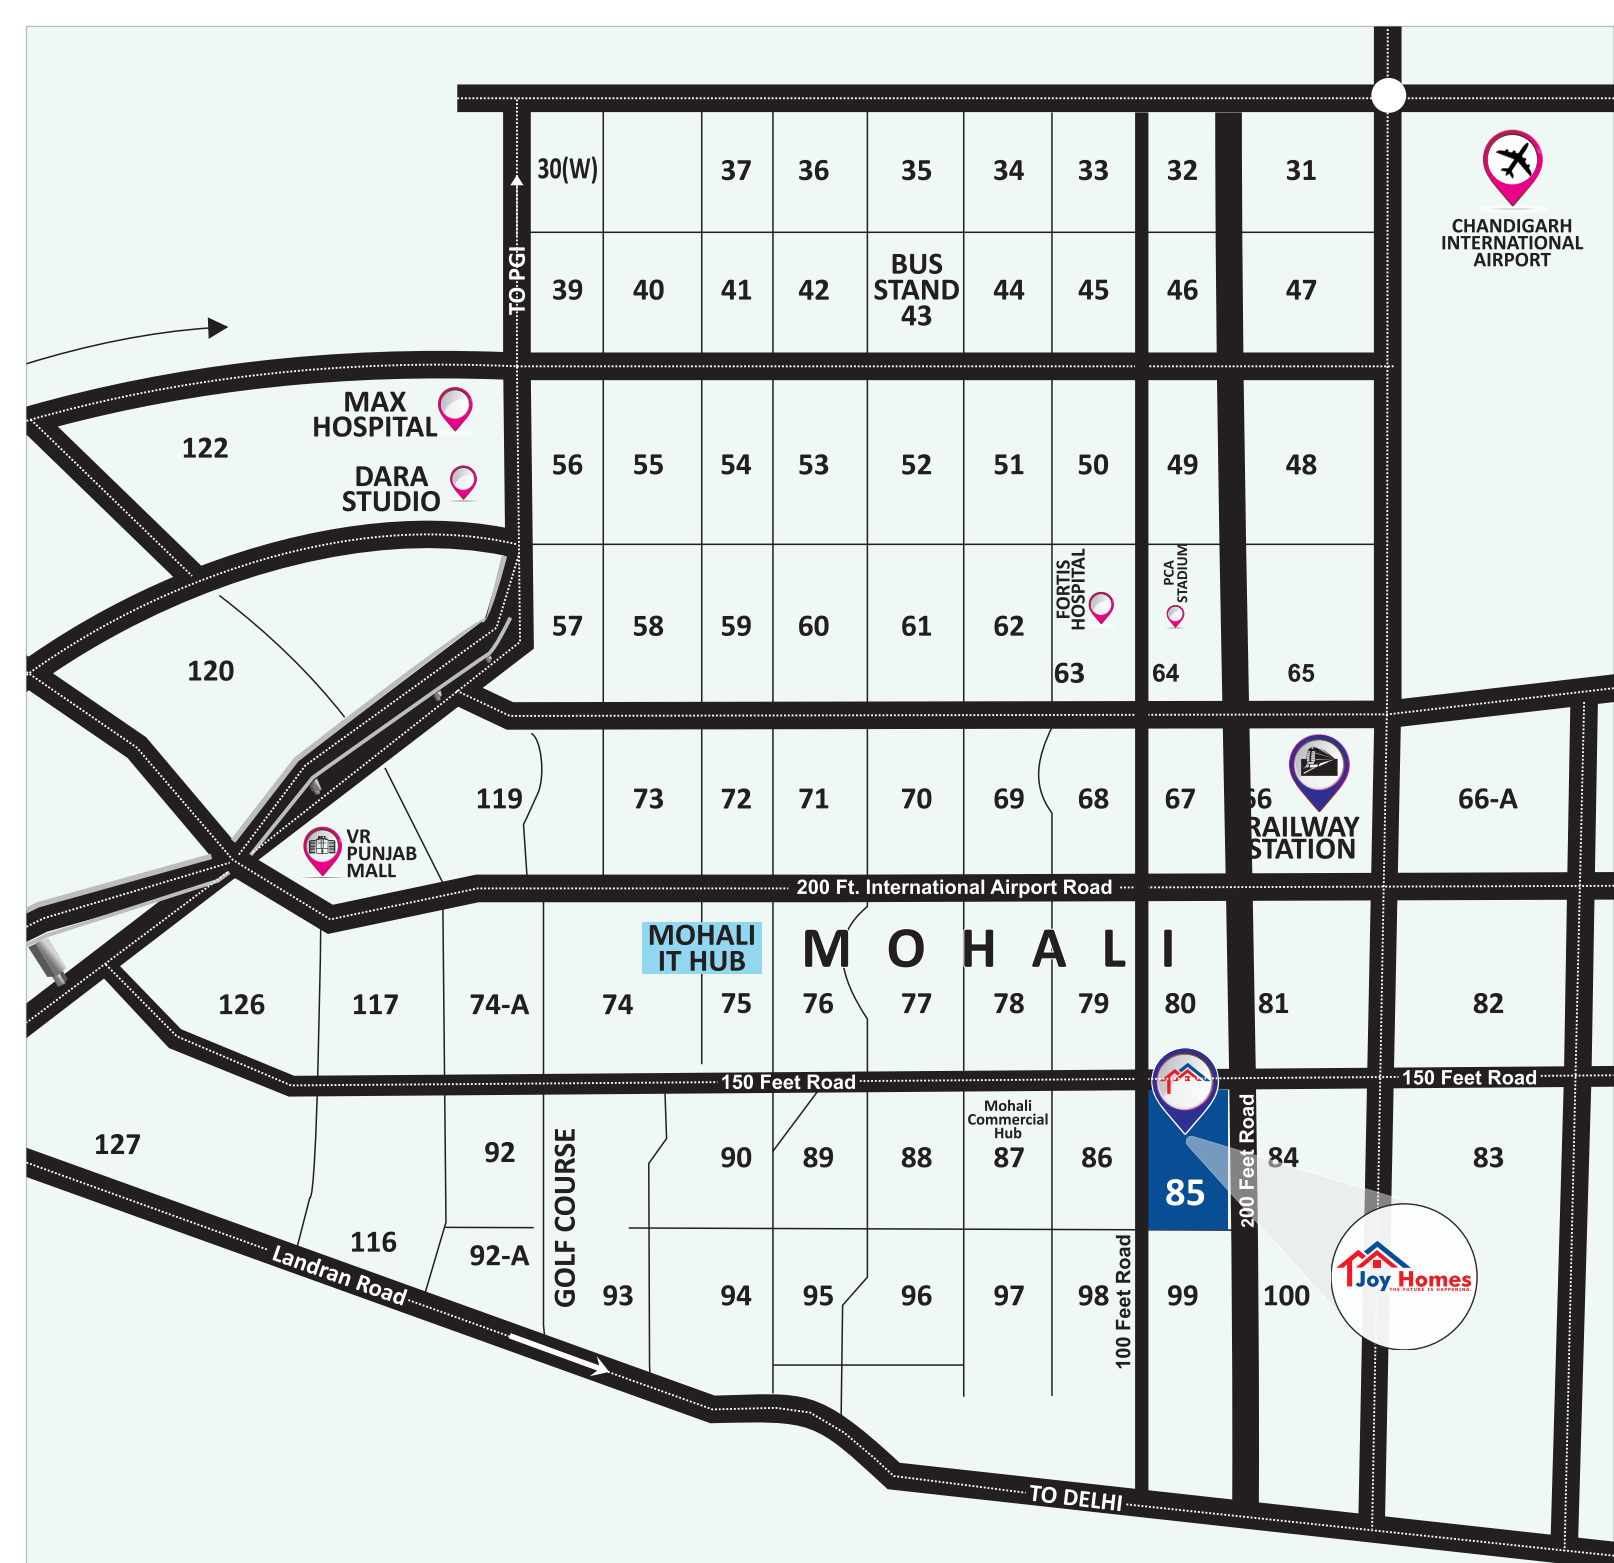 30(W)
37
36
35
34
33
32
31
CHANDIGARH
INTERNATIONAL
AIRPORT
TO PGI
39
40
41
42
BUS
STAND
43
44
45
46
47
MAX
HOSPITAL
122
DARA
STUDIO
56
55
54
53
52
51
50
49
48
FORTIS
HOSPITAL
PCA
STADIUM
57
58
59
60
61
62
120
63
64
65
119
73
72
71
70
69
68
67
66
RAILWAY
STATION
66-A
VR
PUNJAB
MALL
200 Ft. International Airport Road
MOHALI
IT HUB
MOHALI
126
117
74-A
74
75
76
77
78
79
80
81
82
150 Feet Road
150 Feet Road
127
92
GOLF COURSE
90
89
88
Mohali
Commercial
Hub
87
86
85
200 Feet Road
84
83
116
92-A
Landran Road
93
94
95
96
97
98
100 Feet Road
99
100
Joy Homes
THE FUTURE IS HAPPENING.
TO DELHI